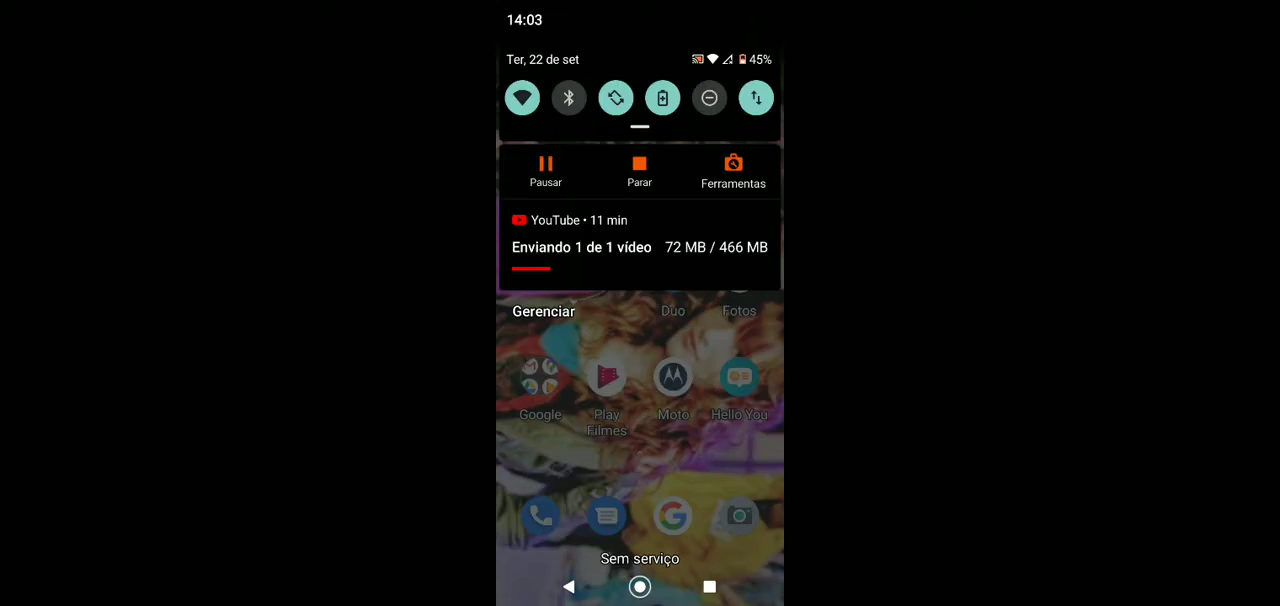 14:03
Ter, 22 de set 45%
Pausar Parar Ferramentas
YouTube • 11 min
Enviando 1 de 1 vídeo 72 MB / 466 MB
Gerenciar Duo Fotos
Google Play Filmes Moto Hello You
Sem serviço